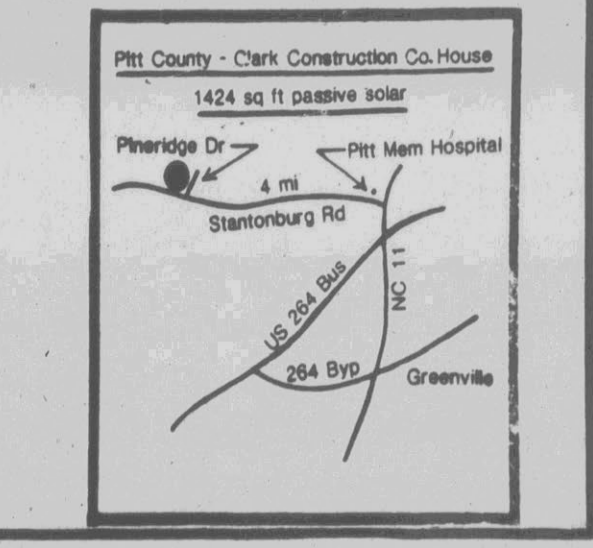 Pitt County - Clark Construction Co. House
1424 sq ft passive solar
Pineridge Dr
Pitt Mem Hospital
4 mi
Stantonburg Rd
US 264 Bus
NC 11
264 Byp
Greenville